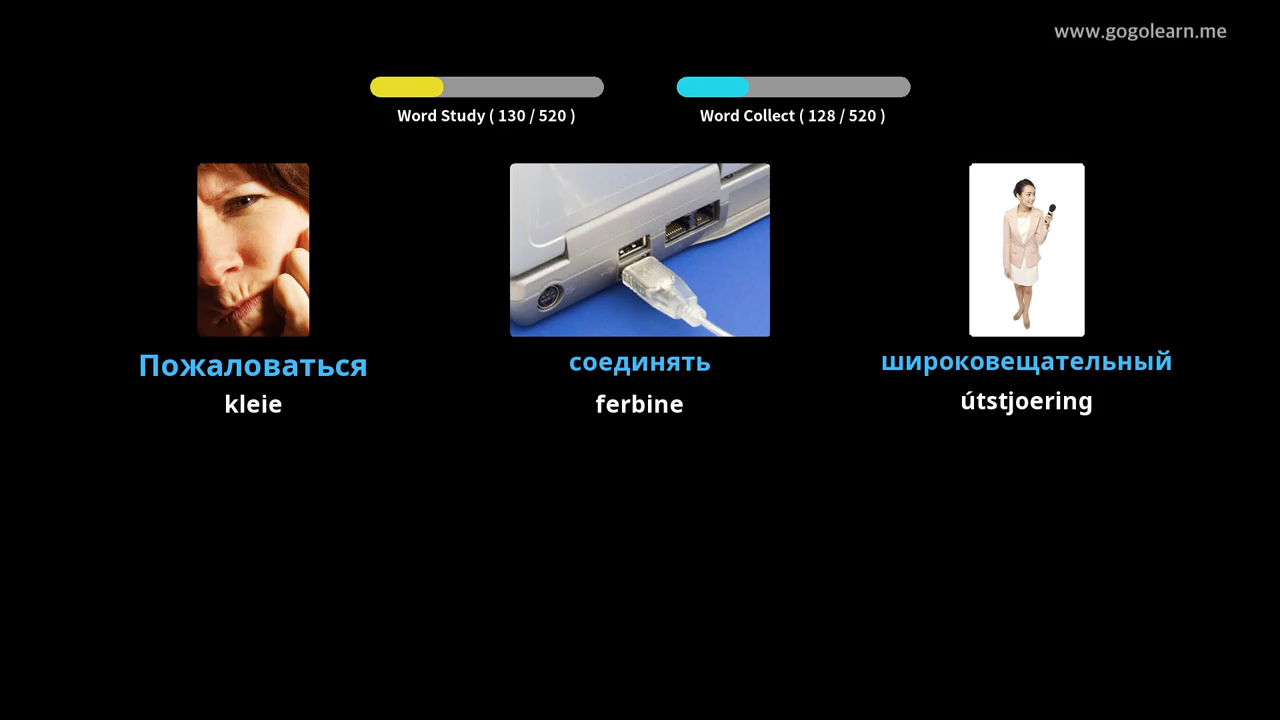 www.gogolearn.me
Word Study ( 130 / 520 )
Word Collect ( 128 / 520 )
Пожаловаться
kleie
соединять
ferbine
широковещательный
útstjoering